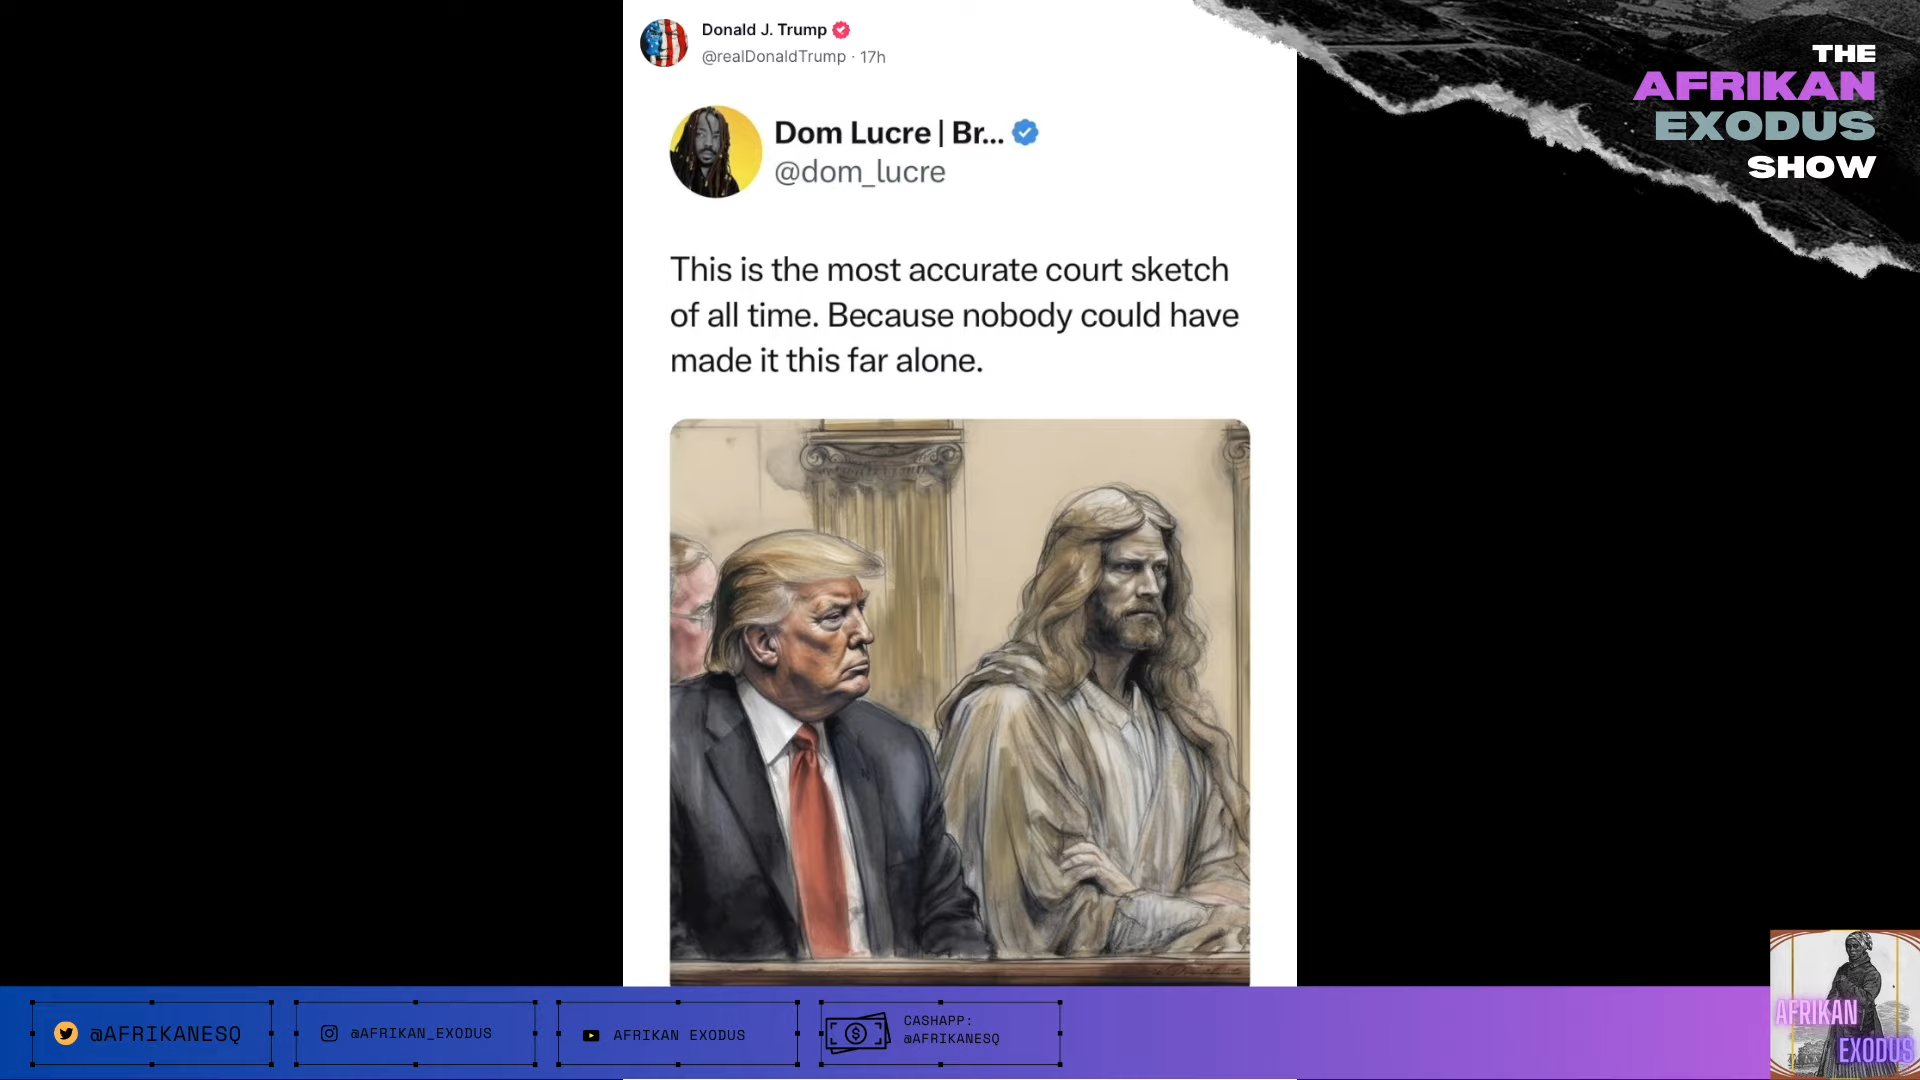 Donald J. Trump
@realDonaldTrump · 17h
Dom Lucre | Br...
@dom_lucre
This is the most accurate court sketch
of all time. Because nobody could have
made it this far alone.
THE
AFRIKAN
EXODUS
SHOW
@AFRIKANESQ
@AFRIKAN_EXODUS
AFRIKAN EXODUS
CASHAPP:
@AFRIKANESQ
AFRIKAN
EXODUS